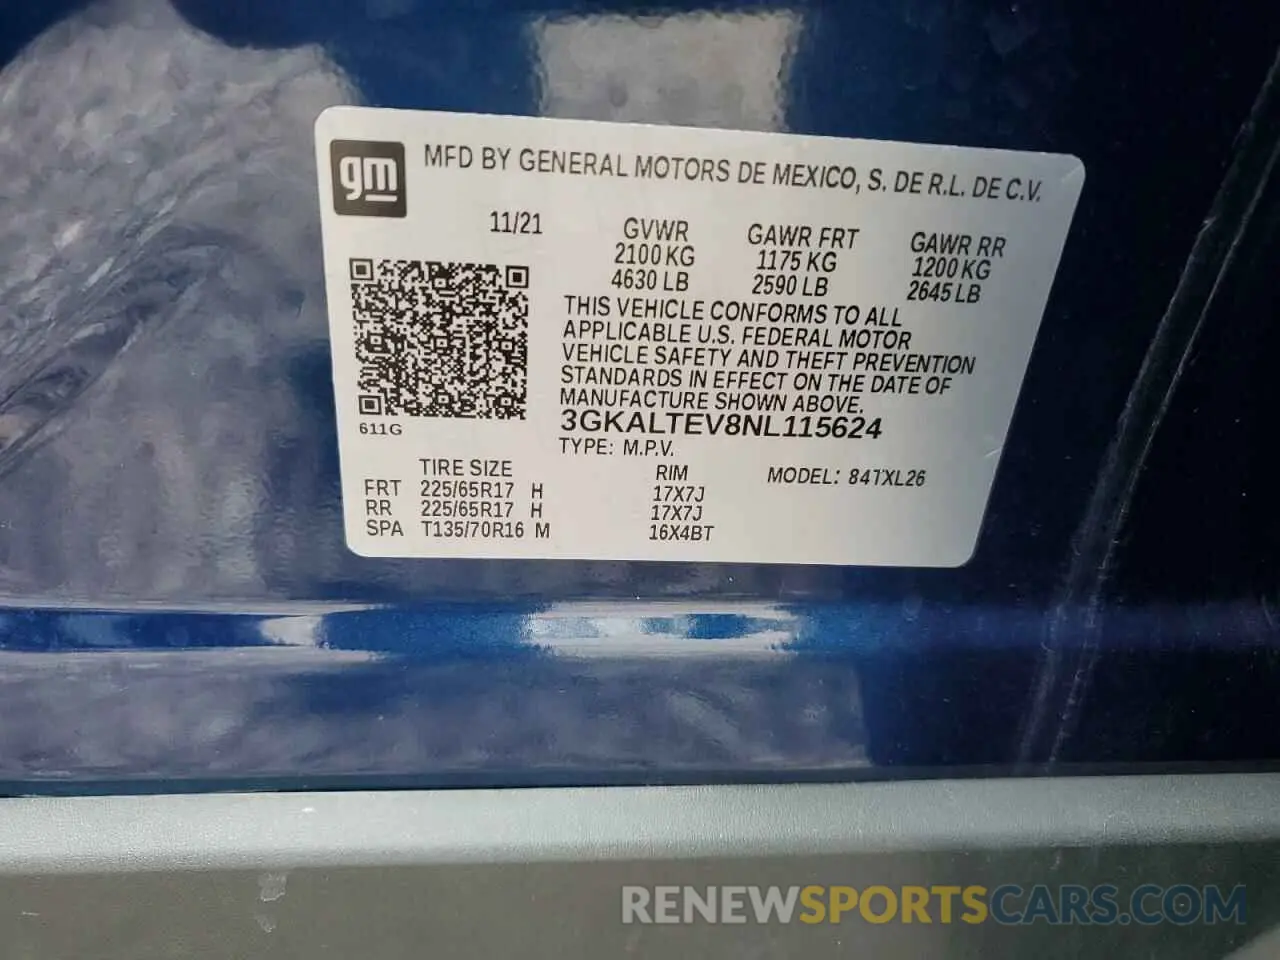 gm
MFD BY GENERAL MOTORS DE MEXICO, S. DE R.L. DE C.V.
11/21 GVWR GAWR FRT GAWR RR
2100 KG 1175 KG 1200 KG
4630 LB 2590 LB 2645 LB
THIS VEHICLE CONFORMS TO ALL
APPLICABLE U.S. FEDERAL MOTOR
VEHICLE SAFETY AND THEFT PREVENTION
STANDARDS IN EFFECT ON THE DATE OF
MANUFACTURE SHOWN ABOVE.
611G 3GKALTEV8NL115624
TYPE: M.P.V.
TIRE SIZE RIM MODEL: 84TXL26
FRT 225/65R17 H 17X7J
RR 225/65R17 H 17X7J
SPA T135/70R16 M 16X4BT
RENEWSPORTSCARS.COM